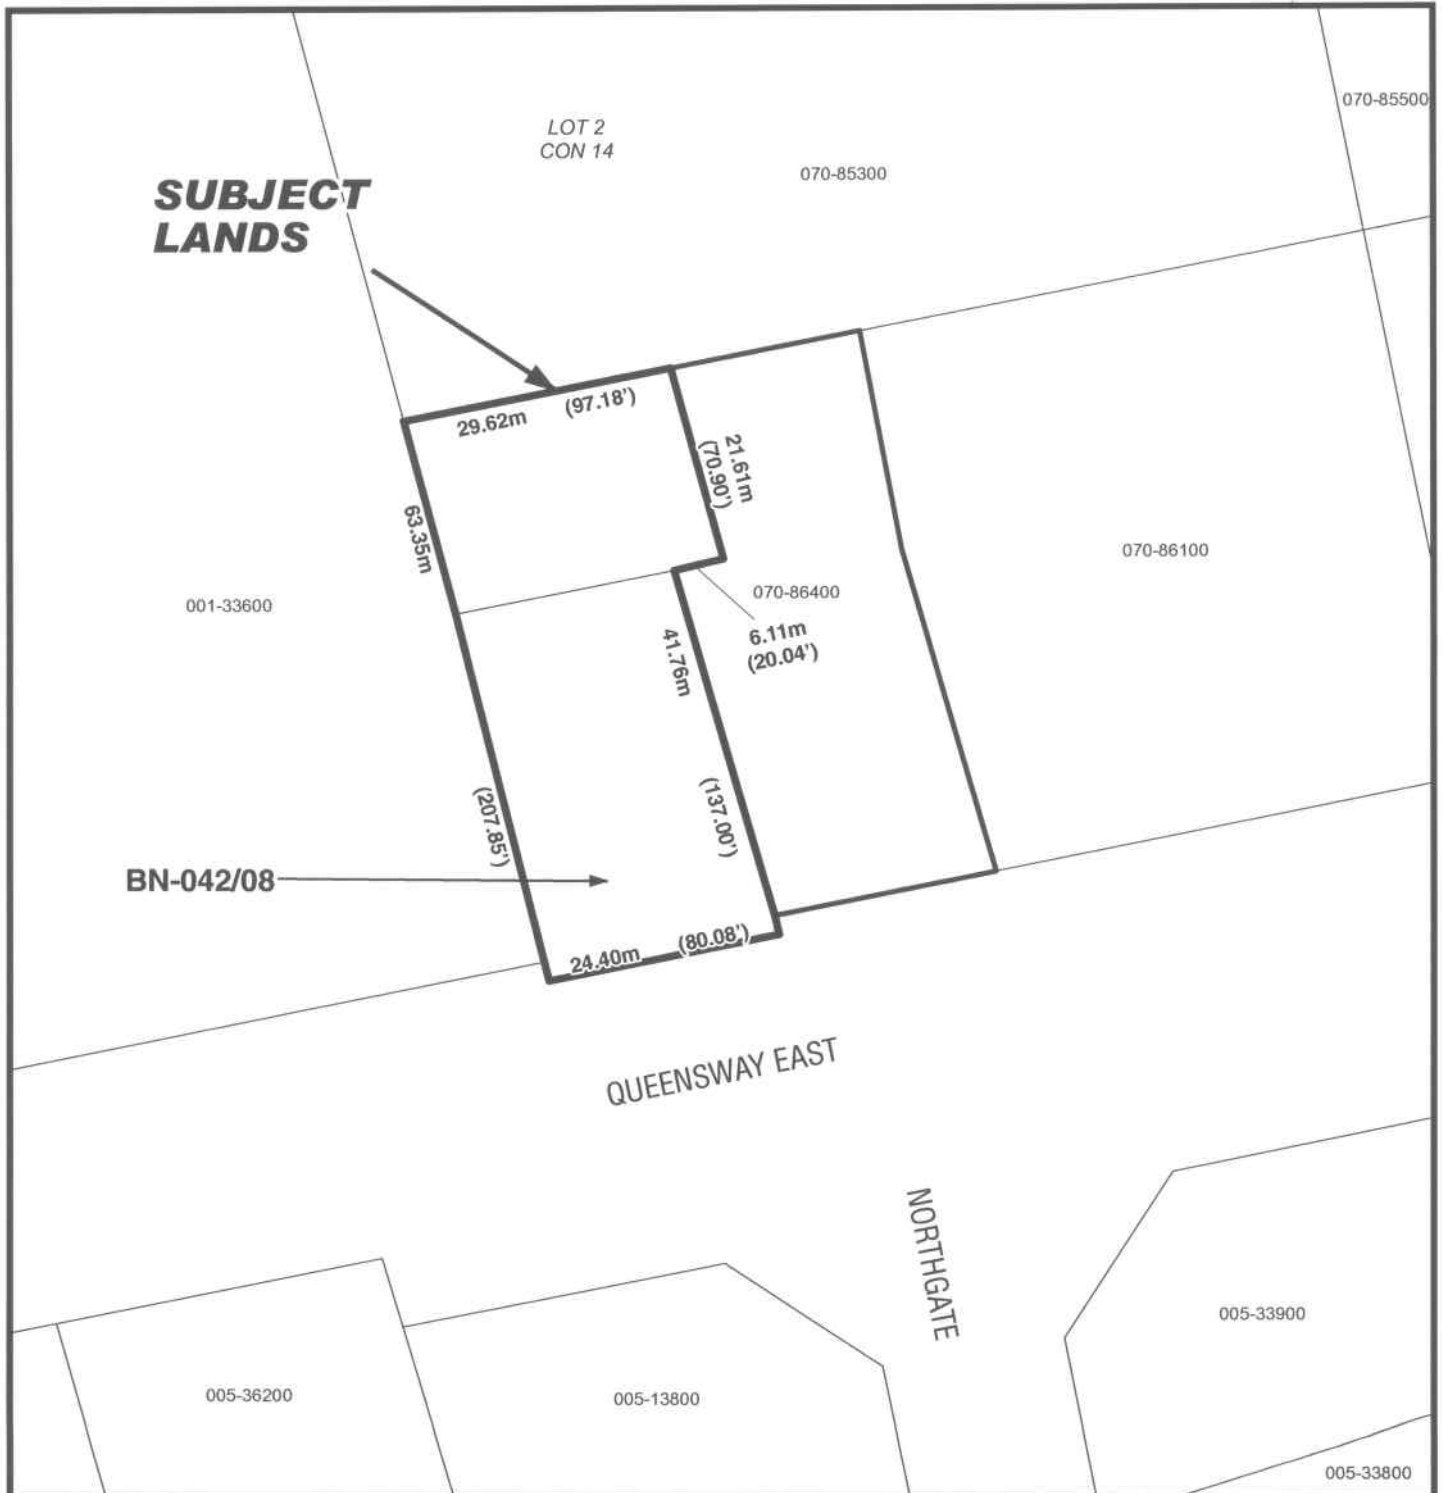 070-85500
LOT 2
CON 14
070-85300
SUBJECT
LANDS
29.62m (97.18')
21.61m
(70.90')
63.35m
070-86100
070-86400
001-33600
6.11m
(20.04')
41.76m
(137.00')
(207.85')
BN-042/08
24.40m (80.08')
QUEENSWAY EAST
NORTHGATE
005-33900
005-36200
005-13800
005-33800